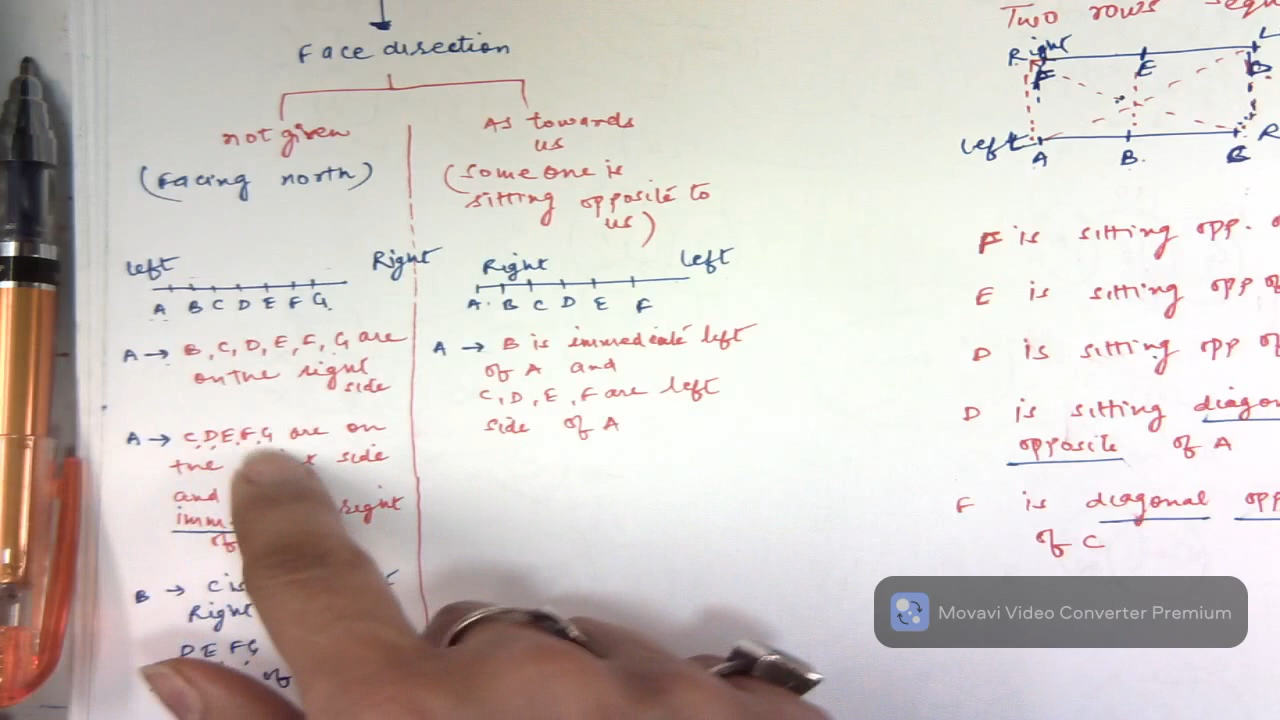 Face direction
not given
(Facing north)
Left Right
A B C D E F G
A → B, C, D, E, F, G are
on the right
side
A → C, D, E, F, G are on
the side
and right
of
B → C is
Right
D E F G
of
As towards
us
(Some one is
sitting opposite to
us)
Right Left
A B C D E F
A → B is immediate left
of A and
C, D, E, F are left
side of A
Two rows
Right
F E D
Left
A B C
F is sitting opp.
E is sitting opp
D is sitting opp
D is sitting
opposite of A
F is diagonal
of C
Movavi Video Converter Premium